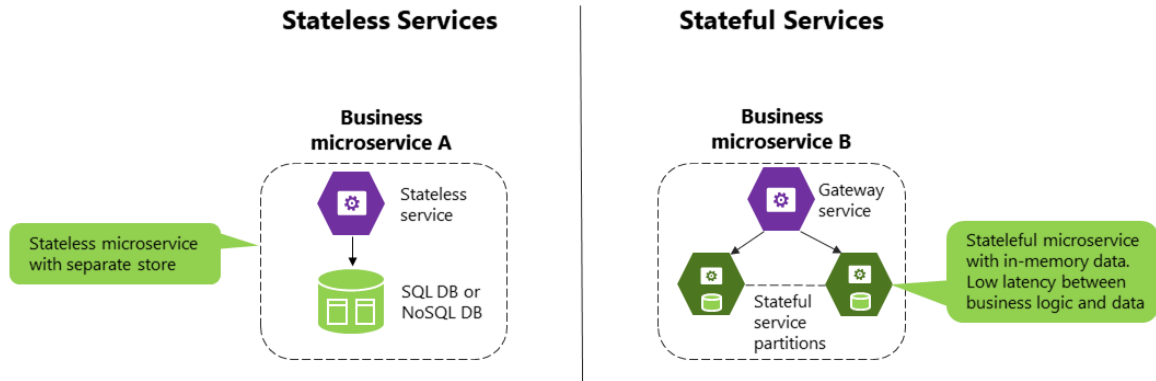 Stateless Services
Stateful Services
Business
microservice A
Stateless
service
SQL DB or
NoSQL DB
Stateless microservice
with separate store
Business
microservice B
Gateway
service
Stateful
service
partitions
Stateleful microservice
with in-memory data.
Low latency between
business logic and data